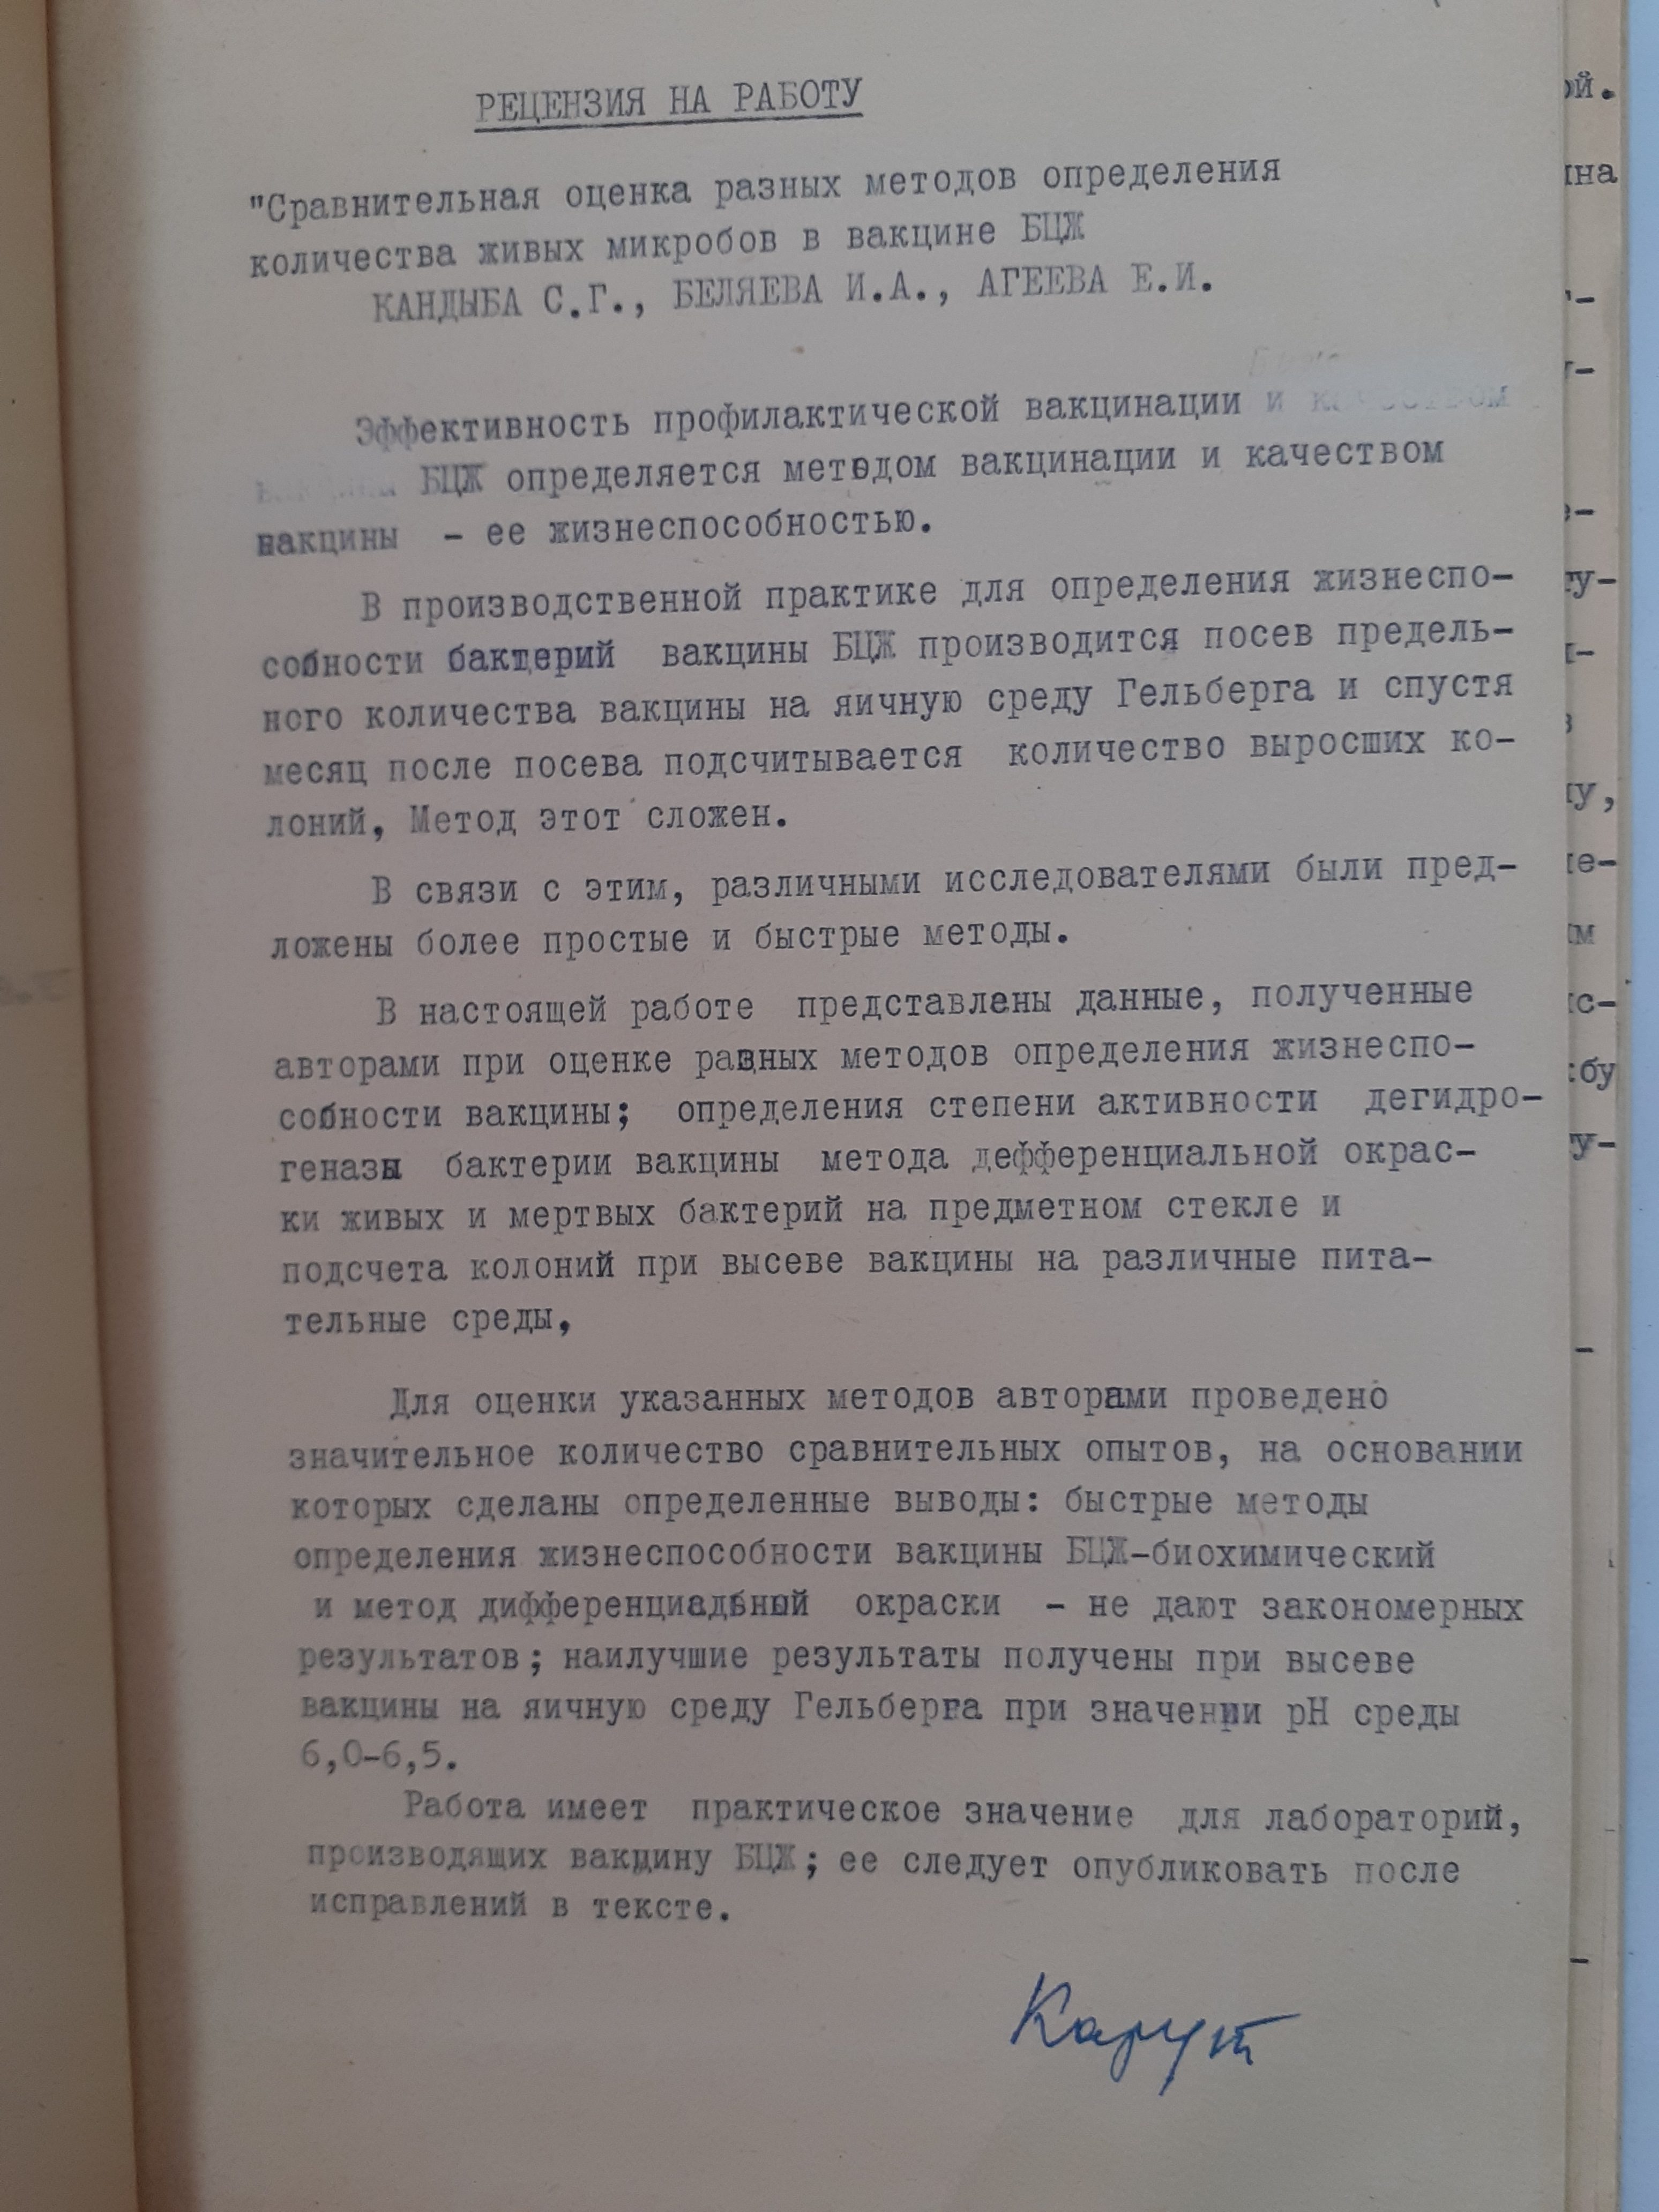 РЕЦЕНЗИЯ НА РАБОТУ
"Сравнительная оценка разных методов определения
количества живых микробов в вакцине БЦЖ
КАНДЫБА С.Г., БЕЛЯЕВА И.А., АГЕЕВА Е.И.
Эффективность профилактической вакцинации
БЦЖ определяется методом вакцинации и качеством
вакцины - ее жизнеспособностью.
В производственной практике для определения жизнеспо-
собности бактерий вакцины БЦЖ производится посев предель-
ного количества вакцины на яичную среду Гельберга и спустя
месяц после посева подсчитывается количество выросших ко-
лоний, Метод этот сложен.
В связи с этим, различными исследователями были пред-
ложены более простые и быстрые методы.
В настоящей работе представлены данные, полученные
авторами при оценке разных методов определения жизнеспо-
собности вакцины; определения степени активности дегидро-
геназы бактерии вакцины метода дефференциальной окрас-
ки живых и мертвых бактерий на предметном стекле и
подсчета колоний при высеве вакцины на различные пита-
тельные среды,
Для оценки указанных методов авторами проведено
значительное количество сравнительных опытов, на основании
которых сделаны определенные выводы: быстрые методы
определения жизнеспособности вакцины БЦЖ-биохимический
и метод дифференциадьный окраски - не дают закономерных
результатов; наилучшие результаты получены при высеве
вакцины на яичную среду Гельберга при значении pH среды
6,0-6,5.
Работа имеет практическое значение для лабораторий,
производящих вакцину БЦЖ; ее следует опубликовать после
исправлений в тексте.